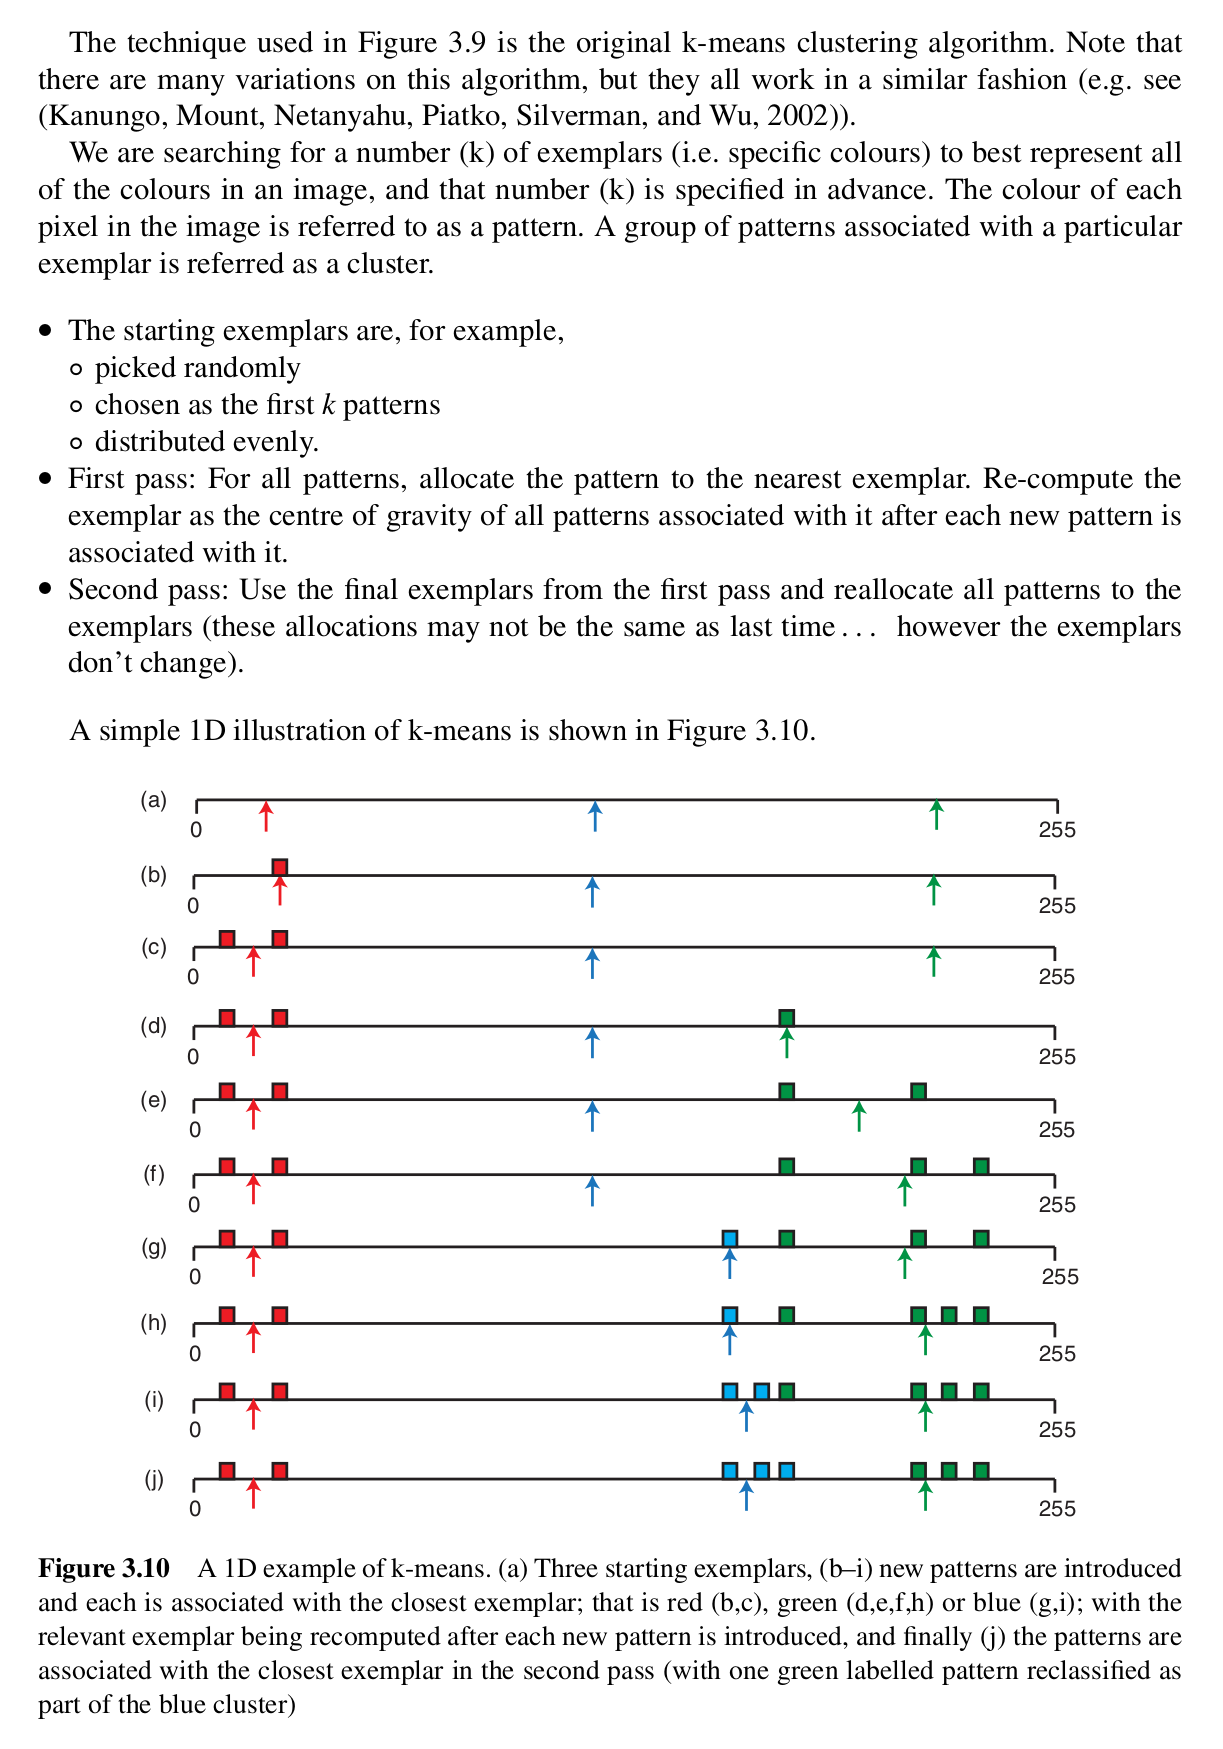 The technique used in Figure 3.9 is the original k-means clustering algorithm. Note that
there are many variations on this algorithm, but they all work in a similar fashion (e.g. see
(Kanungo, Mount, Netanyahu, Piatko, Silverman, and Wu, 2002)).
We are searching for a number (k) of exemplars (i.e. specific colours) to best represent all
of the colours in an image, and that number (k) is specified in advance. The colour of each
pixel in the image is referred to as a pattern. A group of patterns associated with a particular
exemplar is referred as a cluster.
• The starting exemplars are, for example,
∘ picked randomly
∘ chosen as the first k patterns
∘ distributed evenly.
• First pass: For all patterns, allocate the pattern to the nearest exemplar. Re-compute the
exemplar as the centre of gravity of all patterns associated with it after each new pattern is
associated with it.
• Second pass: Use the final exemplars from the first pass and reallocate all patterns to the
exemplars (these allocations may not be the same as last time... however the exemplars
don't change).
A simple 1D illustration of k-means is shown in Figure 3.10.
(a)
0 255
(b)
0 255
(c)
0 255
(d)
0 255
(e)
0 255
(f)
0 255
(g)
0 255
(h)
0 255
(i)
0 255
(j)
0 255
Figure 3.10 A 1D example of k-means. (a) Three starting exemplars, (b–i) new patterns are introduced
and each is associated with the closest exemplar; that is red (b,c), green (d,e,f,h) or blue (g,i); with the
relevant exemplar being recomputed after each new pattern is introduced, and finally (j) the patterns are
associated with the closest exemplar in the second pass (with one green labelled pattern reclassified as
part of the blue cluster)